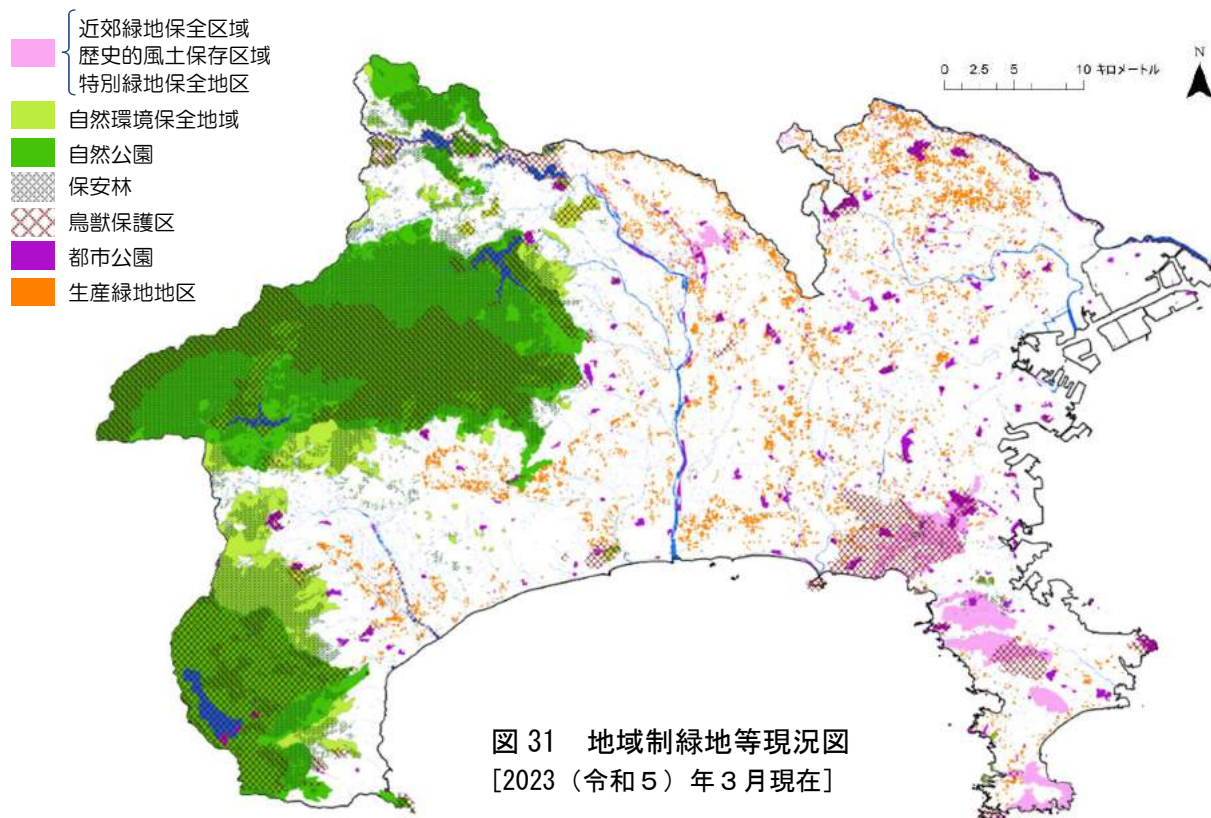 近郊緑地保全区域
歴史的風土保存区域
特別緑地保全地区
自然環境保全地域
自然公園
保安林
鳥獣保護区
都市公園
生産緑地地区
0 2.5 5 10 キロメートル
N
図 31 地域制緑地等現況図
[2023（令和５）年３月現在]